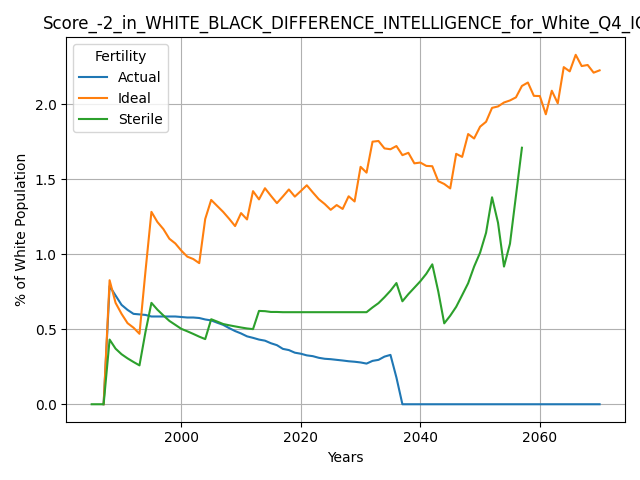 Score_-2_in_WHITE_BLACK_DIFFERENCE_INTELLIGENCE_for_White_Q4_IQ
Fertility
Actual
Ideal
Sterile
% of White Population
2.0
1.5
1.0
0.5
0.0
2000
2020
2040
2060
Years